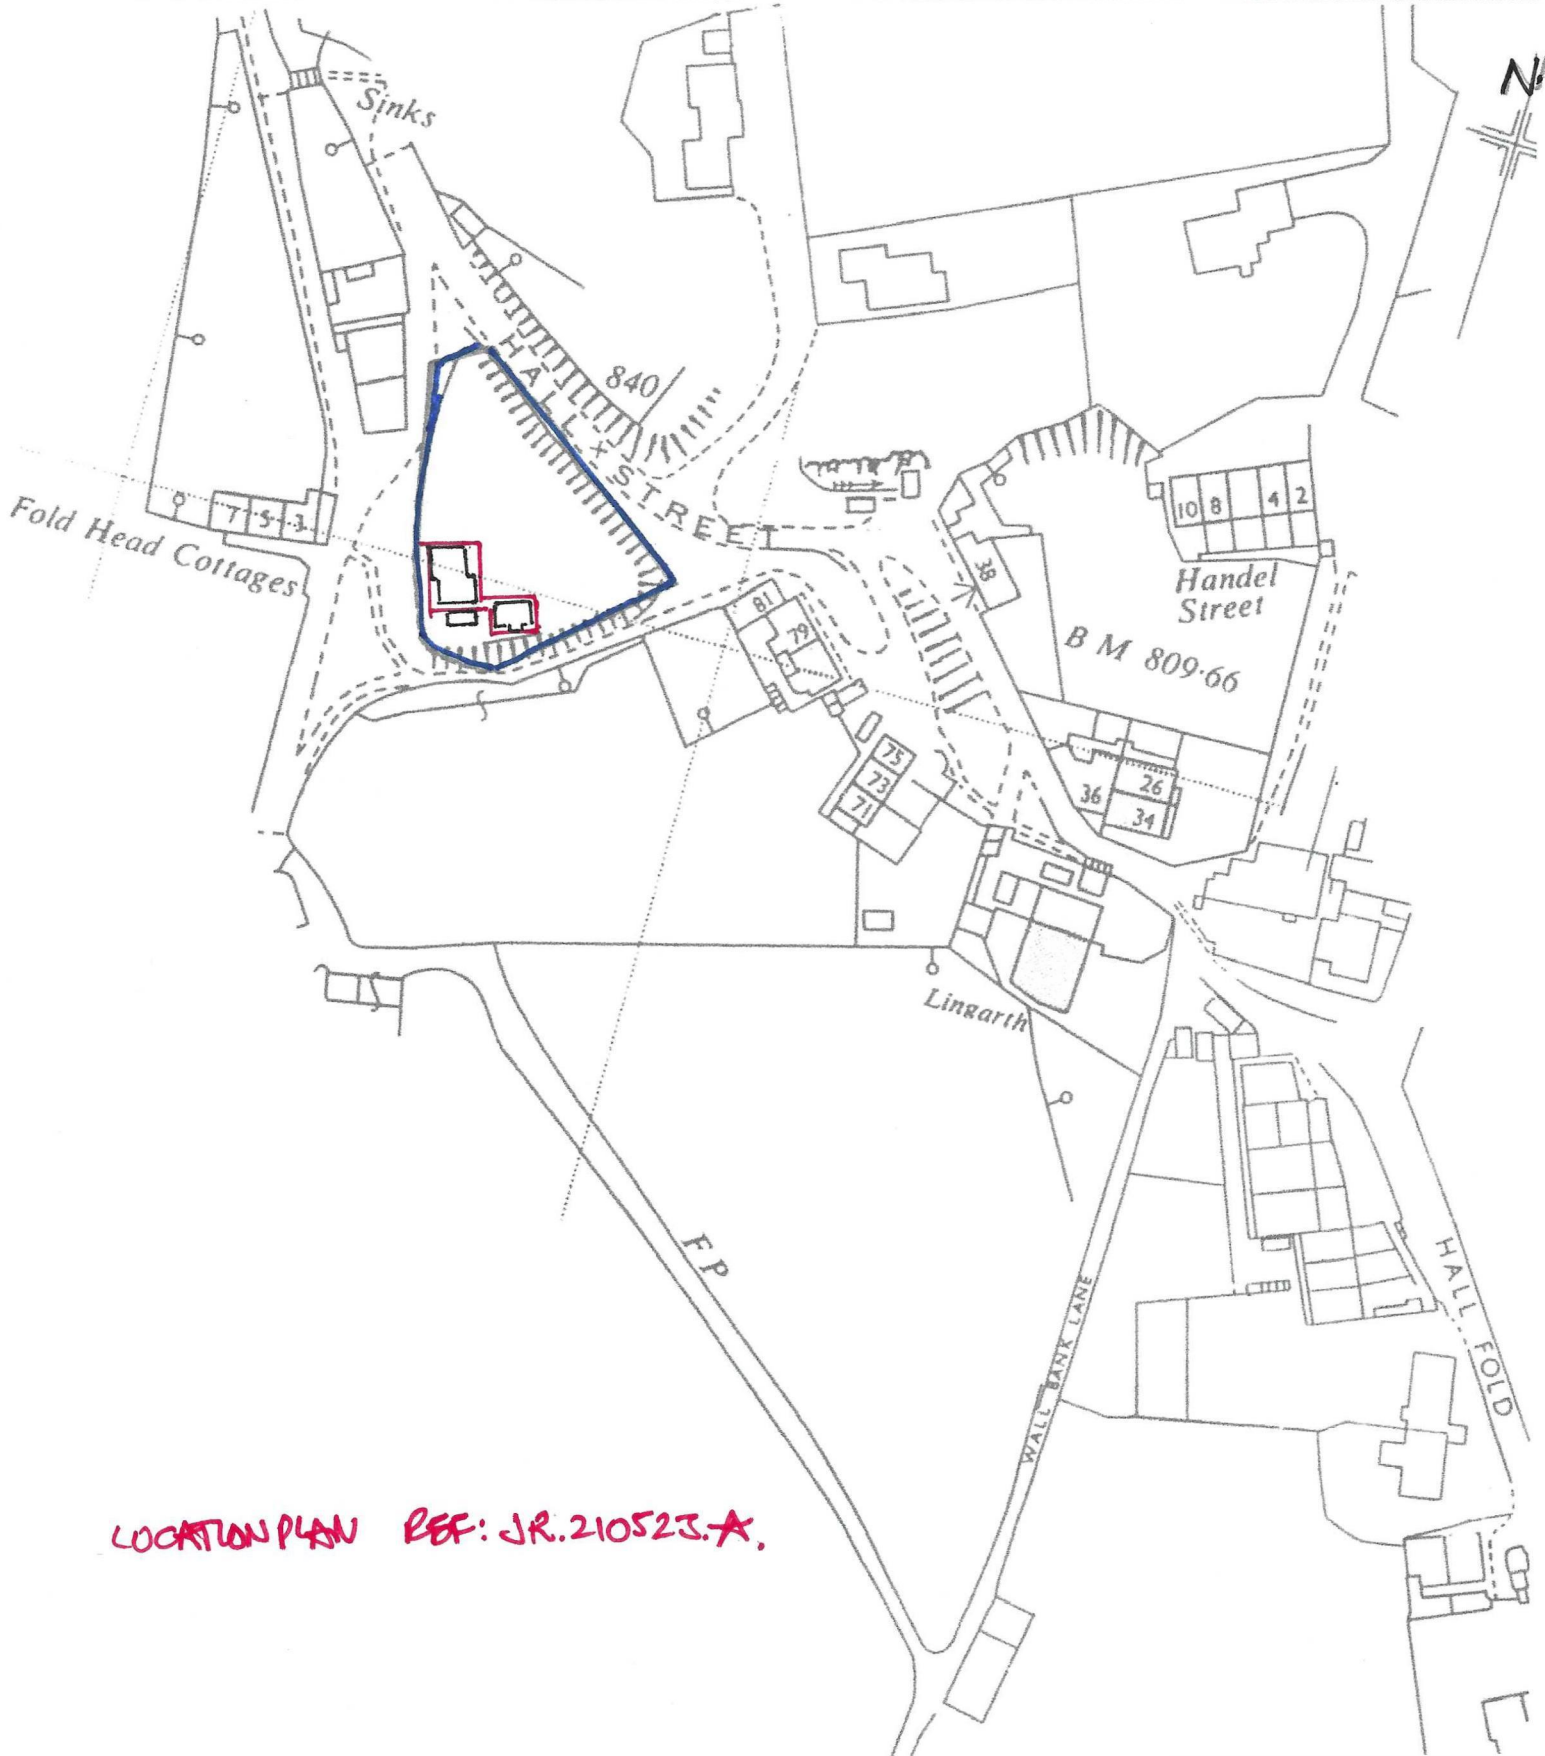 N
Sinks
HALL STREET
840
Fold Head Cottages
7 5 3
10 8 4 2
Handel
Street
38
B M 809·66
81
79
75
73
71
36
26
34
Lingarth
F P
WALL BANK LANE
HALL FOLD
LOCATION PLAN REF: JR.210523.A.